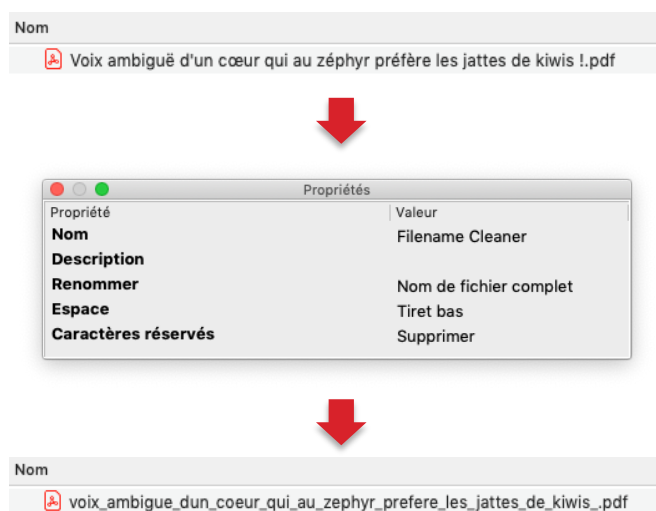 Nom
Voix ambiguë d'un cœur qui au zéphyr préfère les jattes de kiwis !.pdf
Propriétés
Propriété Valeur
Nom Filename Cleaner
Description
Renommer Nom de fichier complet
Espace Tiret bas
Caractères réservés Supprimer
Nom
voix_ambigue_dun_coeur_qui_au_zephyr_prefere_les_jattes_de_kiwis_.pdf